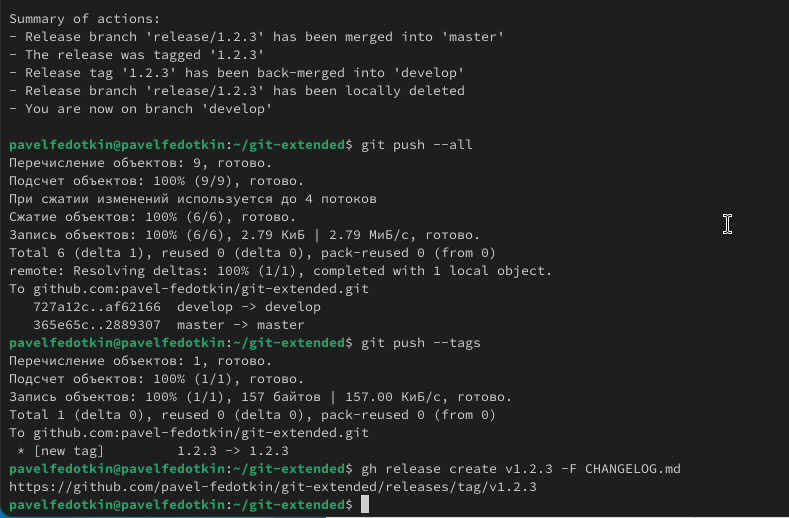 Summary of actions:
- Release branch 'release/1.2.3' has been merged into 'master'
- The release was tagged '1.2.3'
- Release tag '1.2.3' has been back-merged into 'develop'
- Release branch 'release/1.2.3' has been locally deleted
- You are now on branch 'develop'
pavelfedotkin@pavelfedotkin:~/git-extended$ git push --all
Перечисление объектов: 9, готово.
Подсчет объектов: 100% (9/9), готово.
При сжатии изменений используется до 4 потоков
Сжатие объектов: 100% (6/6), готово.
Запись объектов: 100% (6/6), 2.79 КиБ | 2.79 МиБ/с, готово.
Total 6 (delta 1), reused 0 (delta 0), pack-reused 0 (from 0)
remote: Resolving deltas: 100% (1/1), completed with 1 local object.
To github.com:pavel-fedotkin/git-extended.git
   727a12c..af62166  develop -> develop
   365e65c..2889307  master -> master
pavelfedotkin@pavelfedotkin:~/git-extended$ git push --tags
Перечисление объектов: 1, готово.
Подсчет объектов: 100% (1/1), готово.
Запись объектов: 100% (1/1), 157 байтов | 157.00 КиБ/с, готово.
Total 1 (delta 0), reused 0 (delta 0), pack-reused 0 (from 0)
To github.com:pavel-fedotkin/git-extended.git
 * [new tag]         1.2.3 -> 1.2.3
pavelfedotkin@pavelfedotkin:~/git-extended$ gh release create v1.2.3 -F CHANGELOG.md
https://github.com/pavel-fedotkin/git-extended/releases/tag/v1.2.3
pavelfedotkin@pavelfedotkin:~/git-extended$